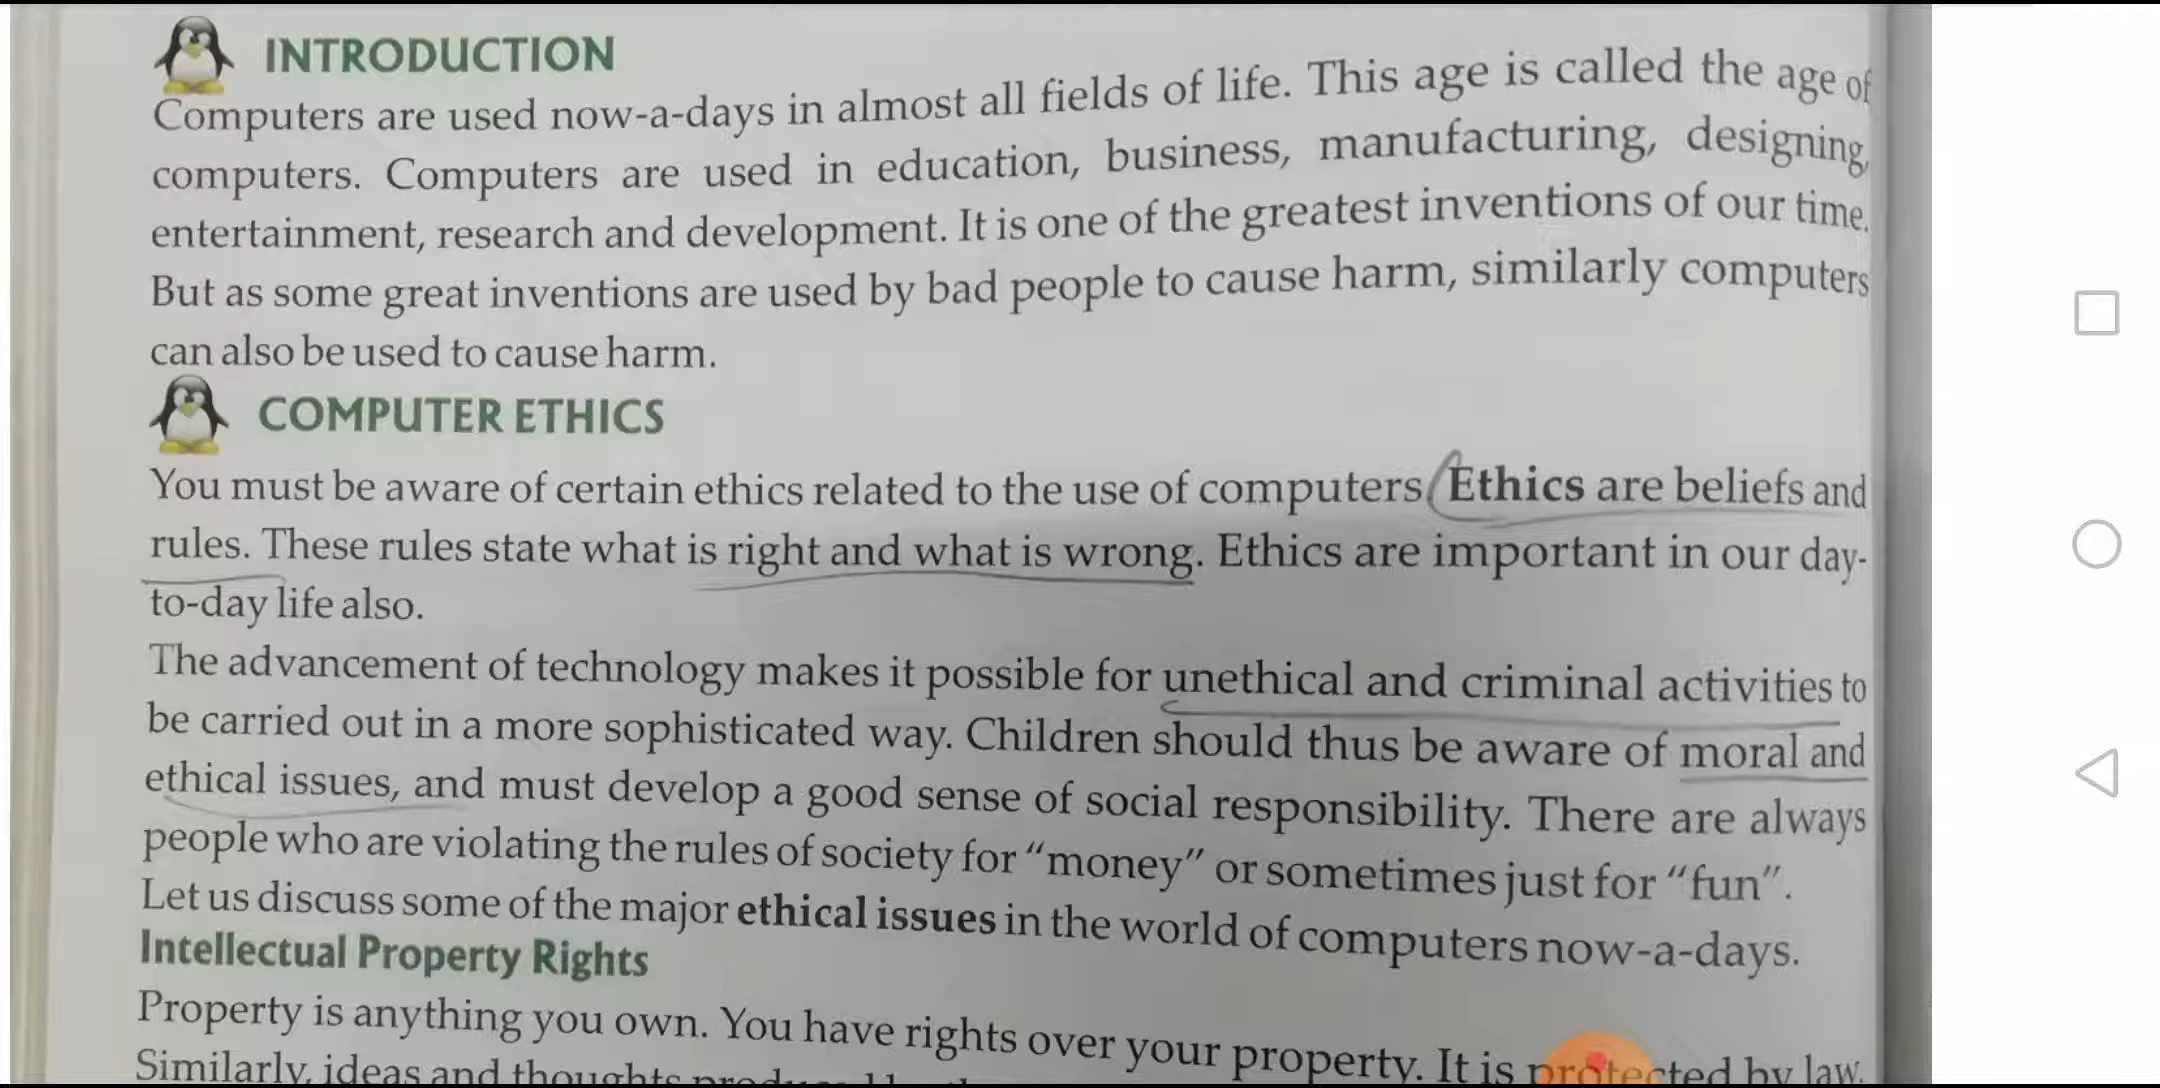 INTRODUCTION
Computers are used now-a-days in almost all fields of life. This age is called the age of
computers. Computers are used in education, business, manufacturing, designing,
entertainment, research and development. It is one of the greatest inventions of our time.
But as some great inventions are used by bad people to cause harm, similarly computers
can also be used to cause harm.
COMPUTER ETHICS
You must be aware of certain ethics related to the use of computers Ethics are beliefs and
rules. These rules state what is right and what is wrong. Ethics are important in our day-
to-day life also.
The advancement of technology makes it possible for unethical and criminal activities to
be carried out in a more sophisticated way. Children should thus be aware of moral and
ethical issues, and must develop a good sense of social responsibility. There are always
people who are violating the rules of society for "money" or sometimes just for "fun".
Let us discuss some of the major ethical issues in the world of computers now-a-days.
Intellectual Property Rights
Property is anything you own. You have rights over your property. It is protected by law.
Similarly, ideas and thoughts